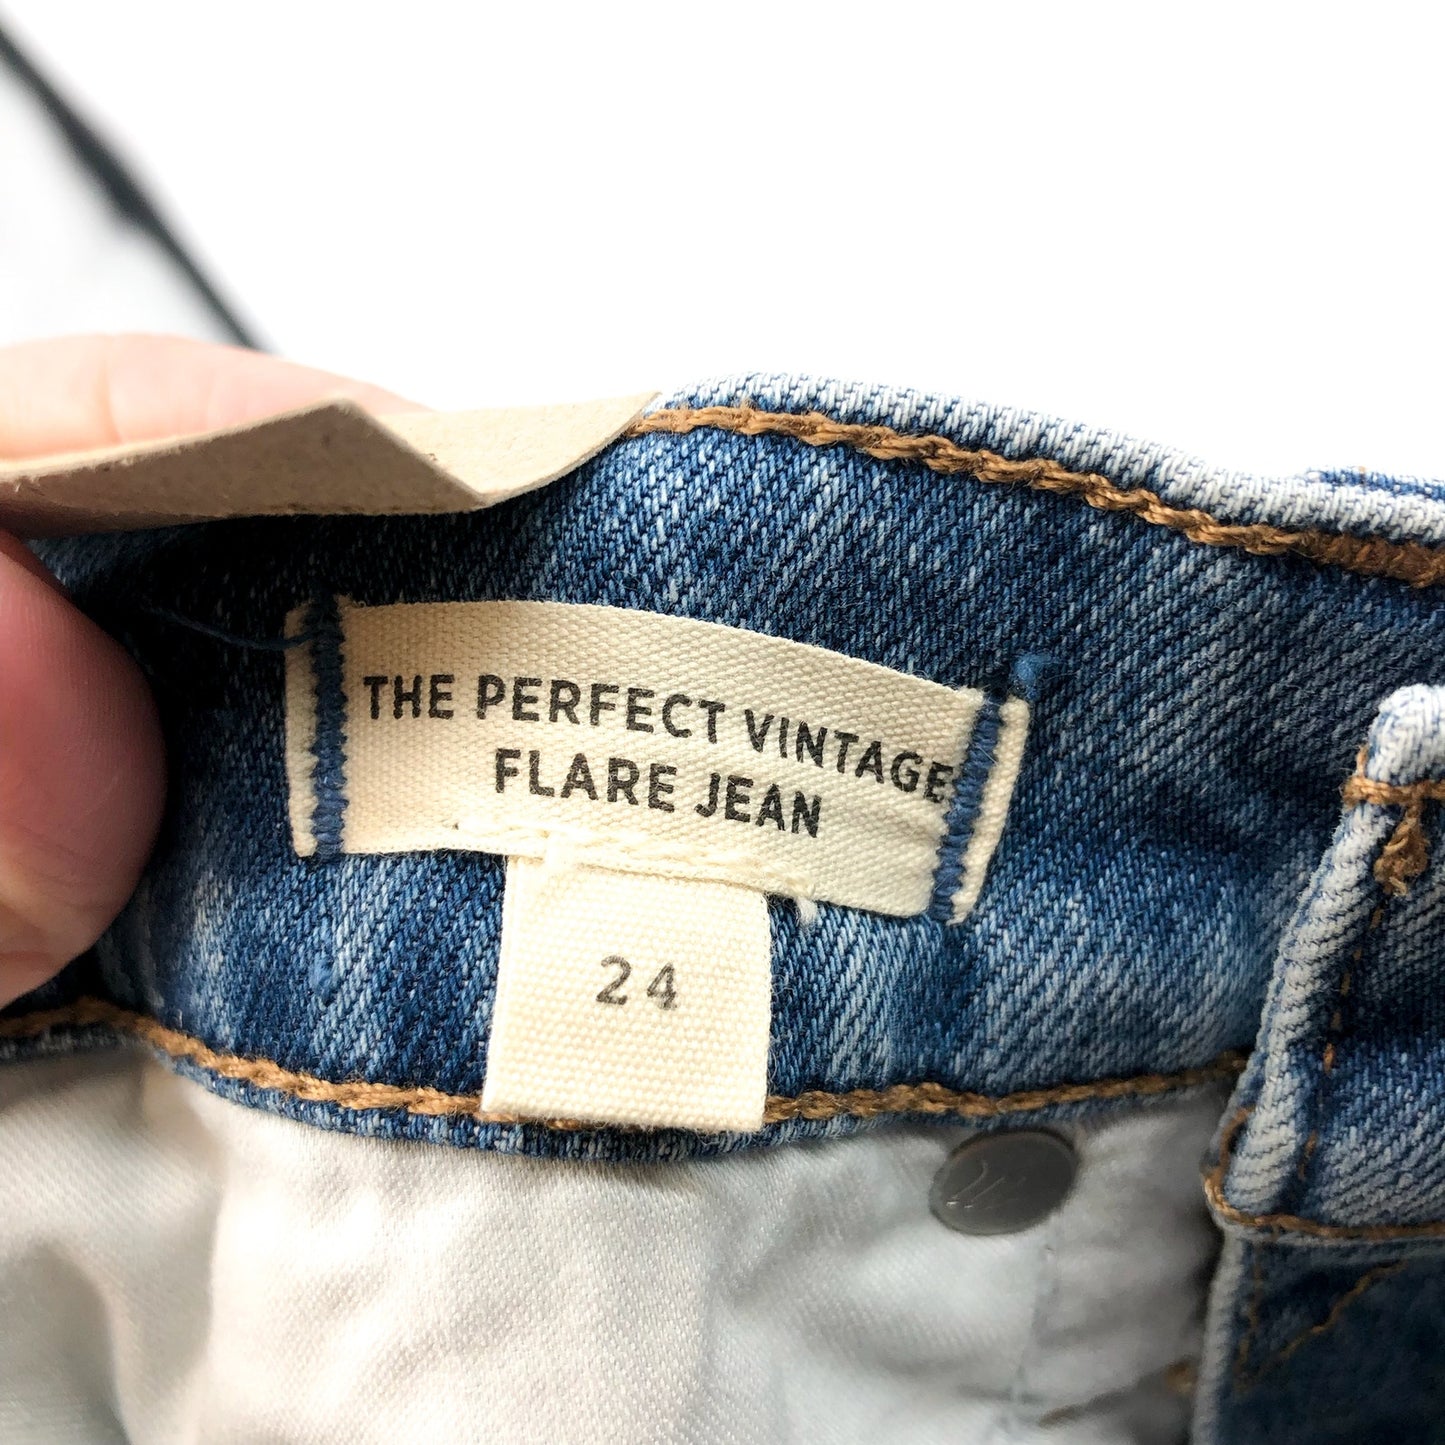 THE PERFECT VINTAGE
FLARE JEAN
24